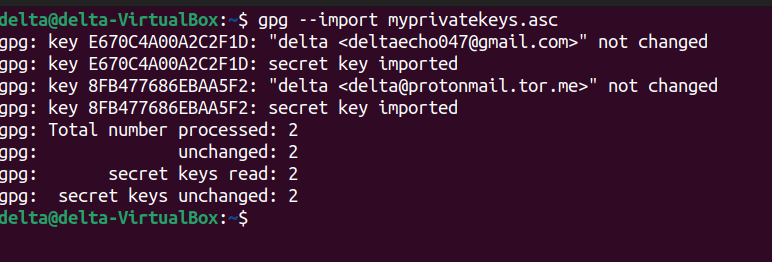 delta@delta-VirtualBox:~$ gpg --import myprivatekeys.asc
gpg: key E670C4A00A2C2F1D: "delta <deltaecho047@gmail.com>" not changed
gpg: key E670C4A00A2C2F1D: secret key imported
gpg: key 8FB477686EBAA5F2: "delta <delta@protonmail.tor.me>" not changed
gpg: key 8FB477686EBAA5F2: secret key imported
gpg: Total number processed: 2
gpg:              unchanged: 2
gpg:       secret keys read: 2
gpg:  secret keys unchanged: 2
delta@delta-VirtualBox:~$